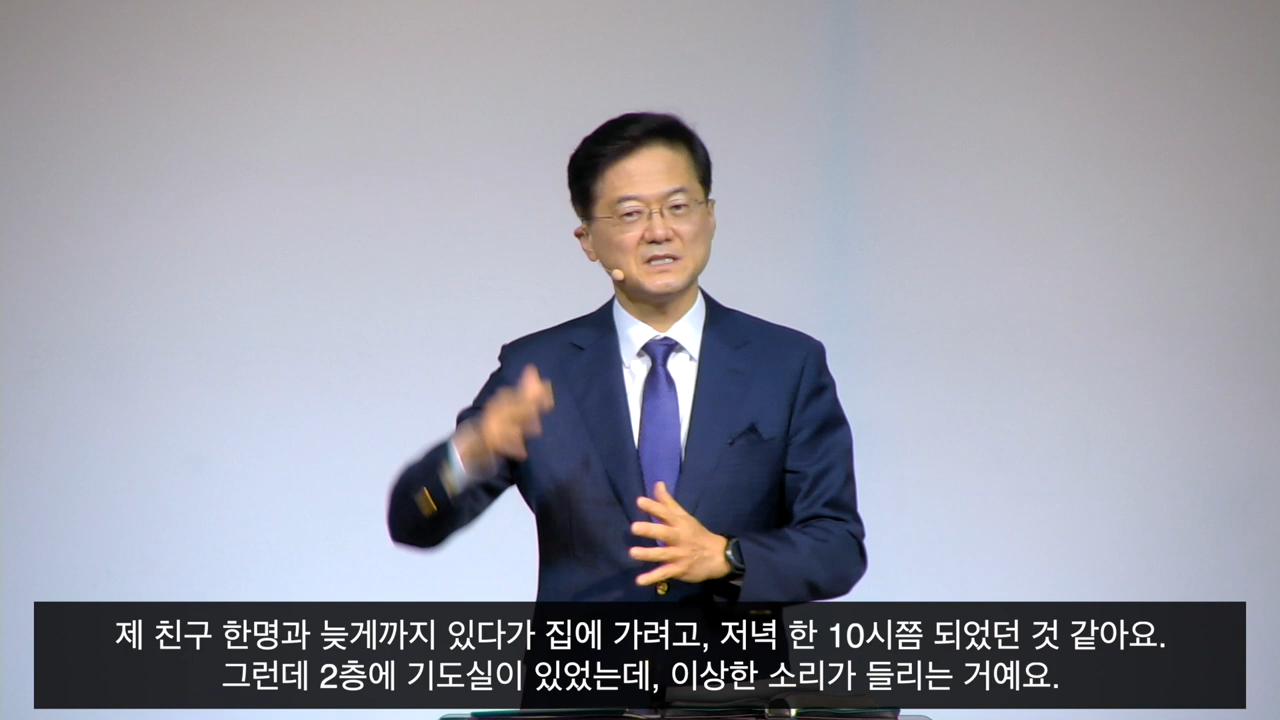 제 친구 한명과 늦게까지 있다가 집에 가려고, 저녁 한 10시쯤 되었던 것 같아요.
그런데 2층에 기도실이 있었는데, 이상한 소리가 들리는 거예요.